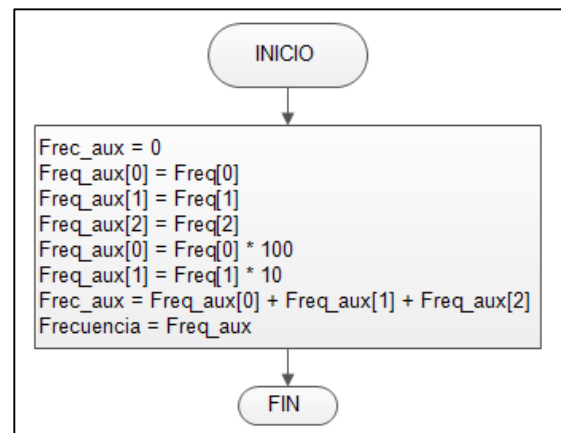 INICIO
Frec_aux = 0
Freq_aux[0] = Freq[0]
Freq_aux[1] = Freq[1]
Freq_aux[2] = Freq[2]
Freq_aux[0] = Freq[0] * 100
Freq_aux[1] = Freq[1] * 10
Frec_aux = Freq_aux[0] + Freq_aux[1] + Freq_aux[2]
Frecuencia = Freq_aux
FIN